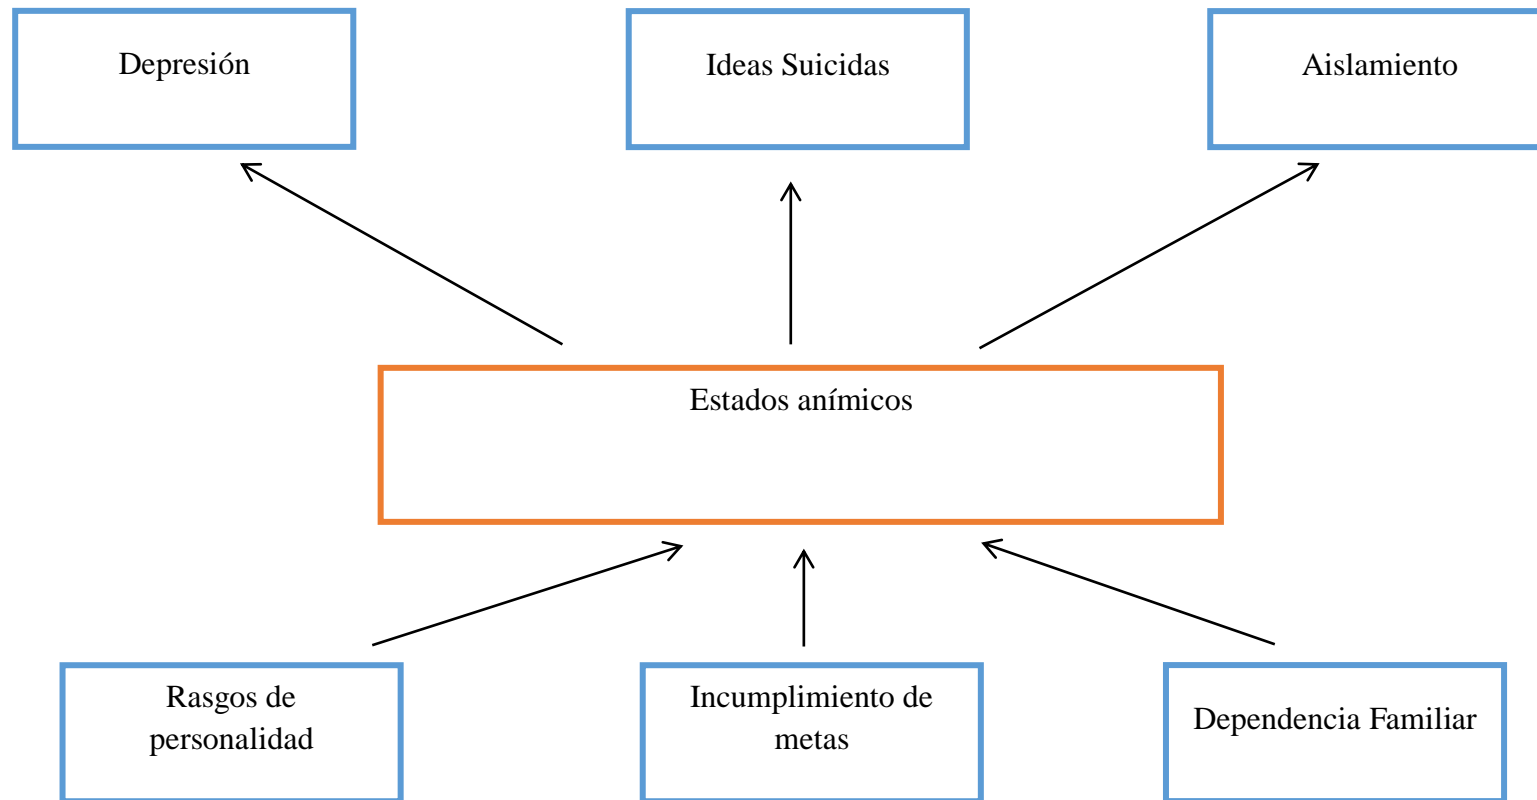 Depresión
Ideas Suicidas
Aislamiento
Estados anímicos
Rasgos de
personalidad
Incumplimiento de
metas
Dependencia Familiar